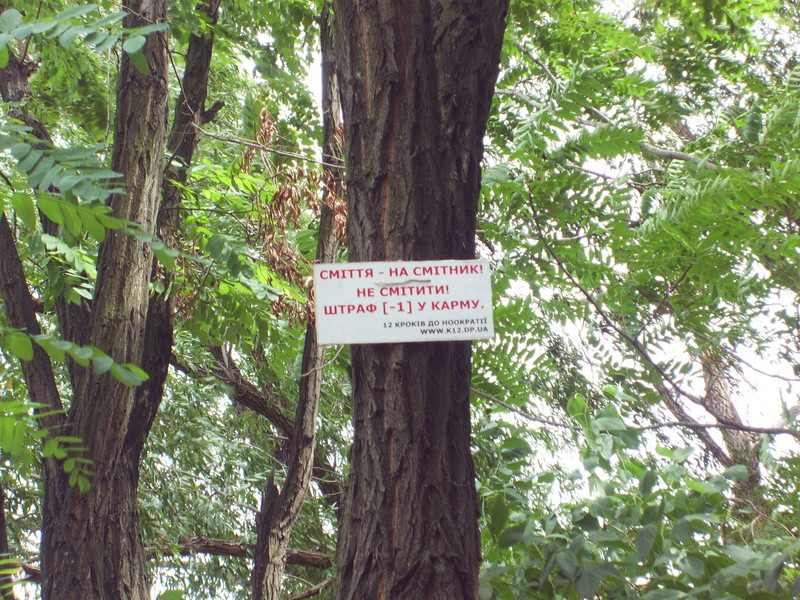 СМІТТЯ - НА СМІТНИК!
НЕ СМІТИТИ!
ШТРАФ [-1] У КАРМУ.
12 КРОКІВ ДО НООКРАТІЇ
WWW.K12.DP.UA